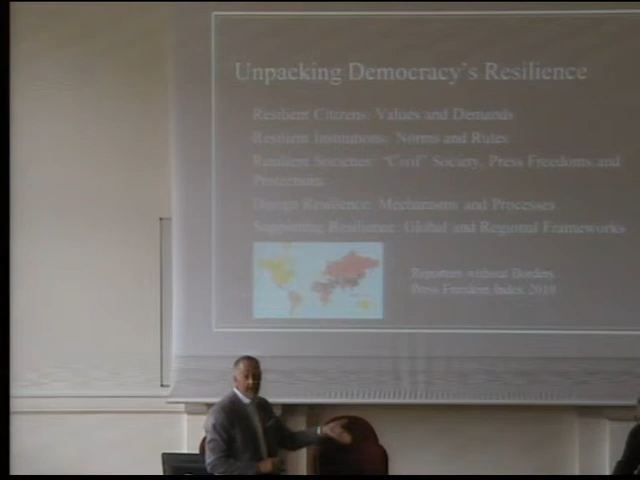 Unpacking Democracy's Resilience
Resilient Citizens: Values and Demands
Resilient Institutions: Norms and Rules
Resilient Societies: "Civil" Society, Press Freedoms and
Protections
Design Resilience: Mechanisms and Processes
Supporting Resilience: Global and Regional Frameworks
Reporters without Borders
Press Freedom Index, 2019